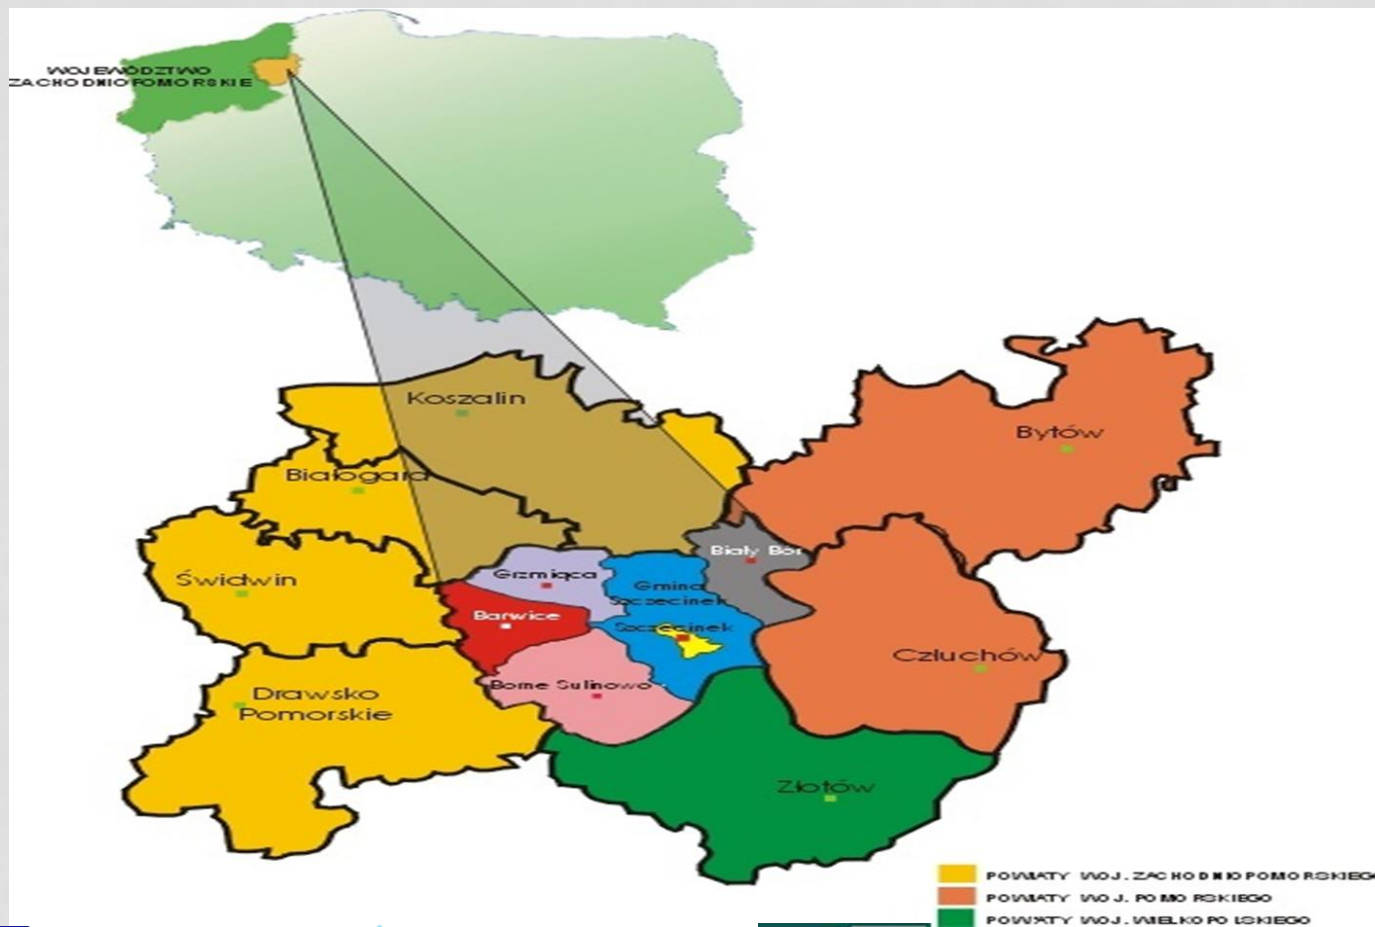 WOJEWÓDZTWO
ZACHODNIOPOMORSKIE
Koszalin
Bytów
Białogard
Biały Bór
Świdwin
Grzmiąca
Gmina
Szczecinek
Barwice
Szczecinek
Człuchów
Borne Sulinowo
Drawsko
Pomorskie
Złotów
POWIATY WOJ. ZACHODNIOPOMORSKIEGO
POWIATY WOJ. POMORSKIEGO
POWIATY WOJ. WIELKOPOLSKIEGO